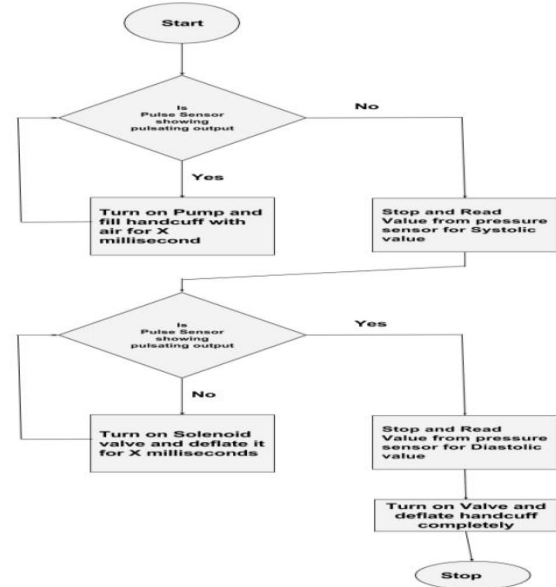 Start
Is
Pulse Sensor
showing
pulsating output
No
Yes
Turn on Pump and
fill handcuff with
air for X
millisecond
Stop and Read
Value from pressure
sensor for Systolic
value
Is
Pulse Sensor
showing
pulsating output
Yes
No
Turn on Solenoid
valve and deflate it
for X milliseconds
Stop and Read
Value from pressure
sensor for Diastolic
value
Turn on Valve and
deflate handcuff
completely
Stop